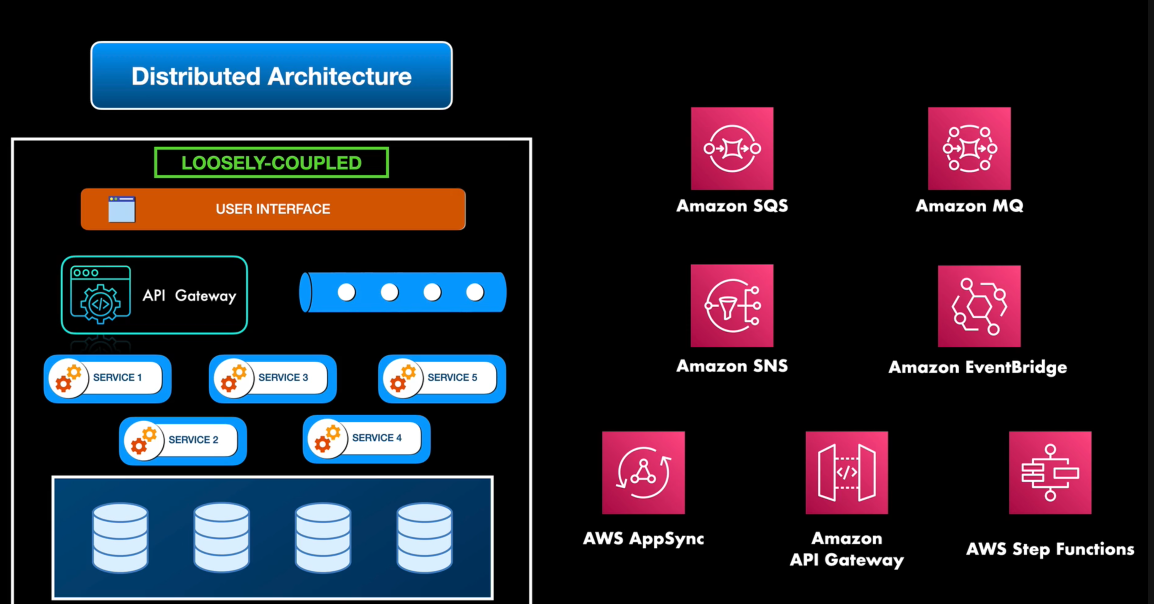 Distributed Architecture
LOOSELY-COUPLED
USER INTERFACE
API Gateway
SERVICE 1
SERVICE 3
SERVICE 5
SERVICE 2
SERVICE 4
Amazon SQS
Amazon MQ
Amazon SNS
Amazon EventBridge
AWS AppSync
Amazon
API Gateway
AWS Step Functions